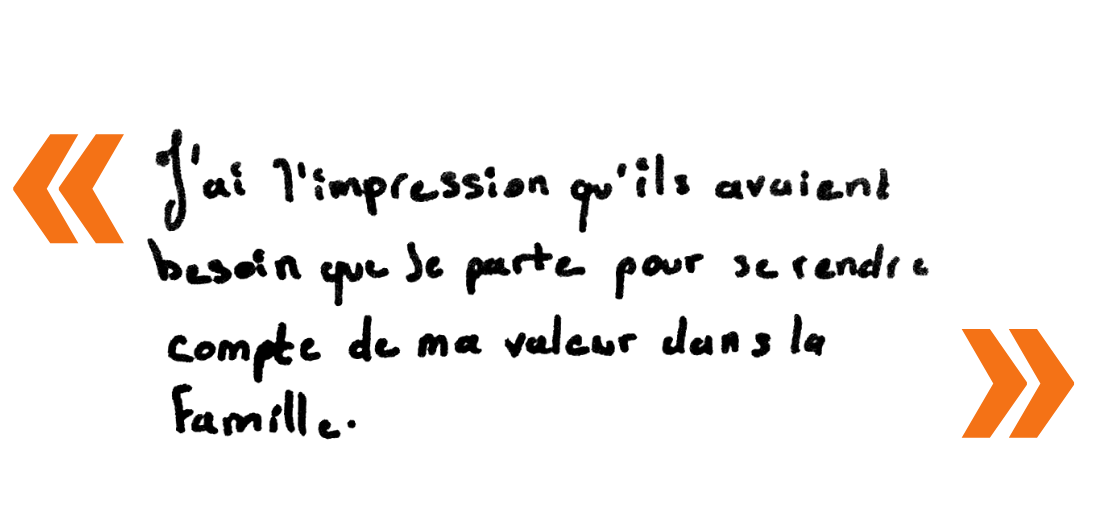 « J'ai l'impression qu'ils avaient
besoin que je parte pour se rendre
compte de ma valeur dans la
Famille. »